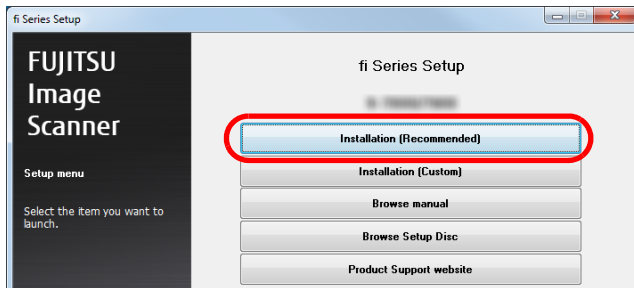 fi Series Setup
FUJITSU
Image
Scanner
Setup menu
Select the item you want to
launch.
fi Series Setup
Installation (Recommended)
Installation (Custom)
Browse manual
Browse Setup Disc
Product Support website